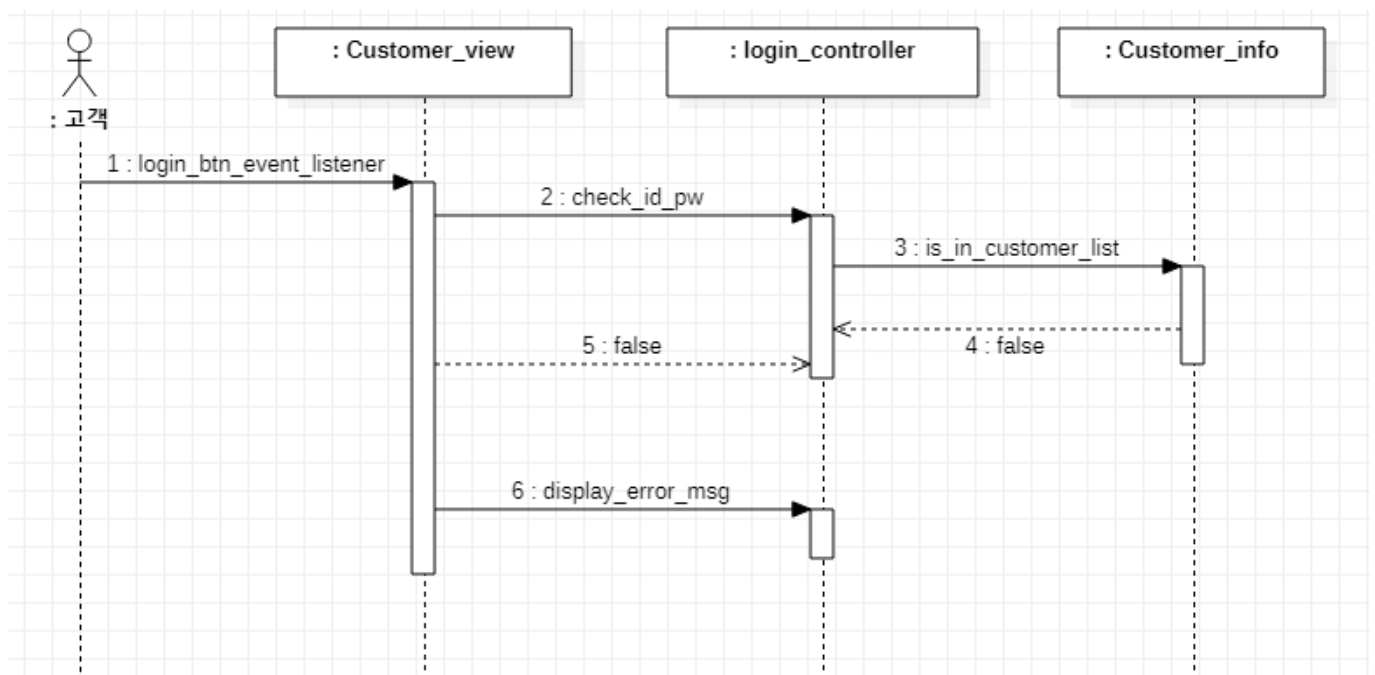 : Customer_view
: login_controller
: Customer_info
: 고객
1 : login_btn_event_listener
2 : check_id_pw
3 : is_in_customer_list
5 : false
4 : false
6 : display_error_msg